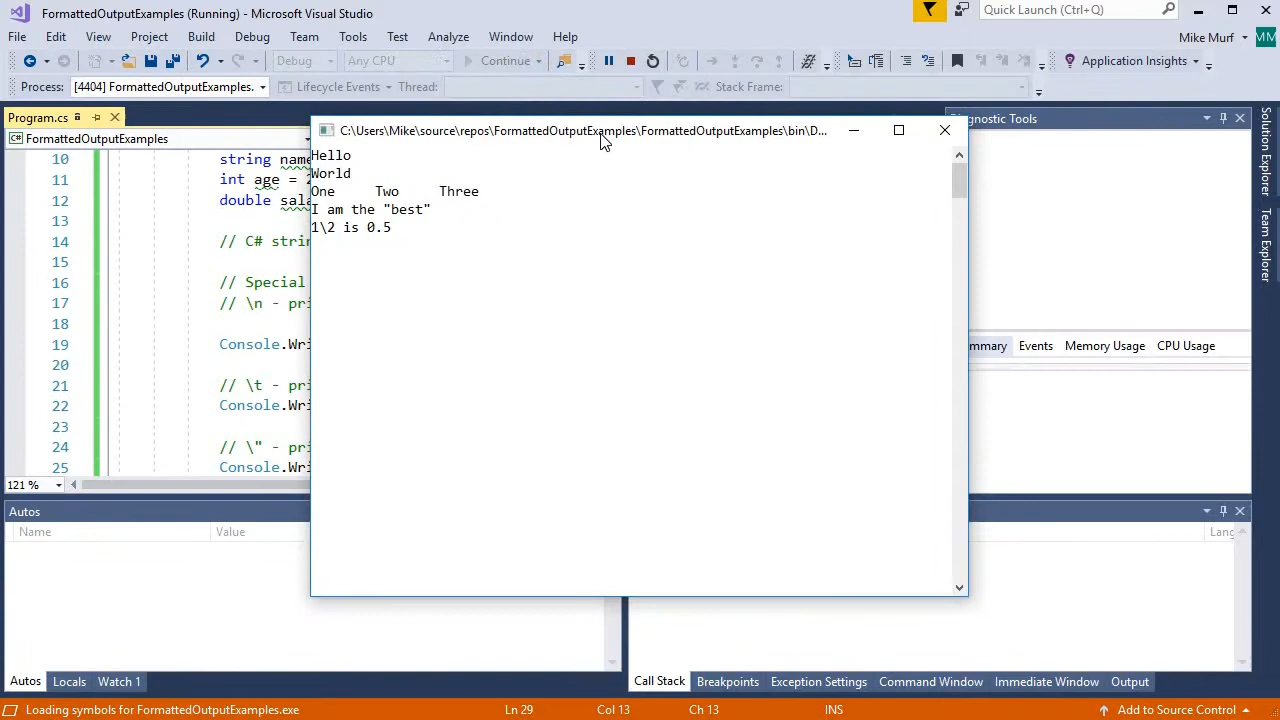 FormattedOutputExamples (Running) - Microsoft Visual Studio
Quick Launch (Ctrl+Q)
File Edit View Project Build Debug Team Tools Test Analyze Window Help
Mike Murf MM
Debug Any CPU Continue Application Insights
Process: [4404] FormattedOutputExamples. Lifecycle Events Thread: Stack Frame:
Program.cs
FormattedOutputExamples
C:\Users\Mike\source\repos\FormattedOutputExamples\FormattedOutputExamples\bin\D...
Hello
World
One Two Three
I am the "best"
1\2 is 0.5
10 string name
11 int age =
12 double sala
13
14 // C# strin
15
16 // Special
17 // \n - pri
18
19 Console.Wri
20
21 // \t - pri
22 Console.Wri
23
24 // \" - pri
25 Console.Wri
121 %
Diagnostic Tools
mmary Events Memory Usage CPU Usage
Solution Explorer
Team Explorer
Autos
Name Value
Lang
Autos Locals Watch 1
Call Stack Breakpoints Exception Settings Command Window Immediate Window Output
Loading symbols for FormattedOutputExamples.exe Ln 29 Col 13 Ch 13 INS Add to Source Control